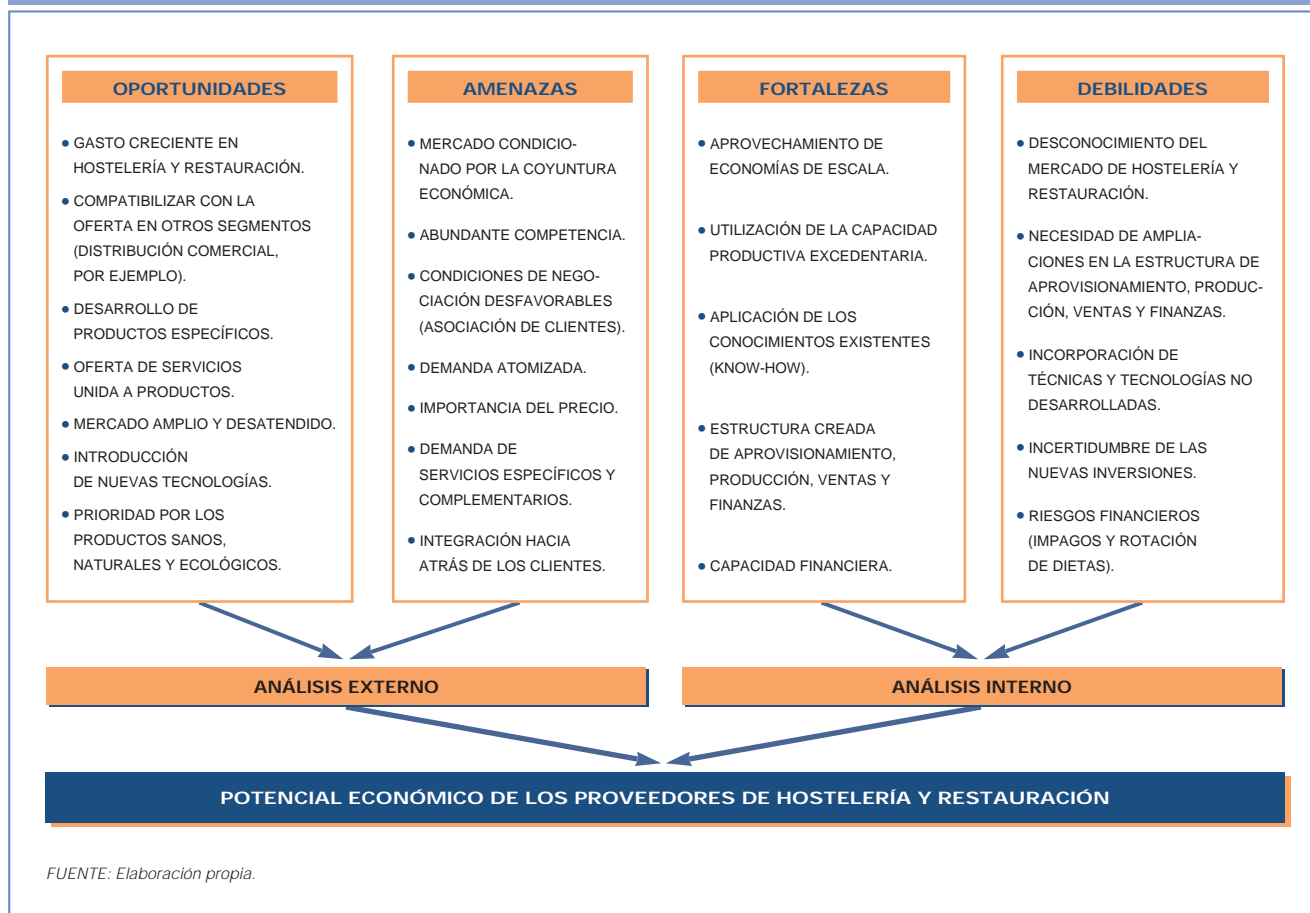 OPORTUNIDADES
• GASTO CRECIENTE EN
HOSTELERÍA Y RESTAURACIÓN.
• COMPATIBILIZAR CON LA
OFERTA EN OTROS SEGMENTOS
(DISTRIBUCIÓN COMERCIAL,
POR EJEMPLO).
• DESARROLLO DE
PRODUCTOS ESPECÍFICOS.
• OFERTA DE SERVICIOS
UNIDA A PRODUCTOS.
• MERCADO AMPLIO Y DESATENDIDO.
• INTRODUCCIÓN
DE NUEVAS TECNOLOGÍAS.
• PRIORIDAD POR LOS
PRODUCTOS SANOS,
NATURALES Y ECOLÓGICOS.
AMENAZAS
• MERCADO CONDICIO-
NADO POR LA COYUNTURA
ECONÓMICA.
• ABUNDANTE COMPETENCIA.
• CONDICIONES DE NEGO-
CIACIÓN DESFAVORABLES
(ASOCIACIÓN DE CLIENTES).
• DEMANDA ATOMIZADA.
• IMPORTANCIA DEL PRECIO.
• DEMANDA DE
SERVICIOS ESPECÍFICOS Y
COMPLEMENTARIOS.
• INTEGRACIÓN HACIA
ATRÁS DE LOS CLIENTES.
FORTALEZAS
• APROVECHAMIENTO DE
ECONOMÍAS DE ESCALA.
• UTILIZACIÓN DE LA CAPACIDAD
PRODUCTIVA EXCEDENTARIA.
• APLICACIÓN DE LOS
CONOCIMIENTOS EXISTENTES
(KNOW-HOW).
• ESTRUCTURA CREADA
DE APROVISIONAMIENTO,
PRODUCCIÓN, VENTAS Y
FINANZAS.
• CAPACIDAD FINANCIERA.
DEBILIDADES
• DESCONOCIMIENTO DEL
MERCADO DE HOSTELERÍA Y
RESTAURACIÓN.
• NECESIDAD DE AMPLIA-
CIONES EN LA ESTRUCTURA DE
APROVISIONAMIENTO, PRODUC-
CIÓN, VENTAS Y FINANZAS.
• INCORPORACIÓN DE
TÉCNICAS Y TECNOLOGÍAS NO
DESARROLLADAS.
• INCERTIDUMBRE DE LAS
NUEVAS INVERSIONES.
• RIESGOS FINANCIEROS
(IMPAGOS Y ROTACIÓN
DE DIETAS).
ANÁLISIS EXTERNO
ANÁLISIS INTERNO
POTENCIAL ECONÓMICO DE LOS PROVEEDORES DE HOSTELERÍA Y RESTAURACIÓN
FUENTE: Elaboración propia.